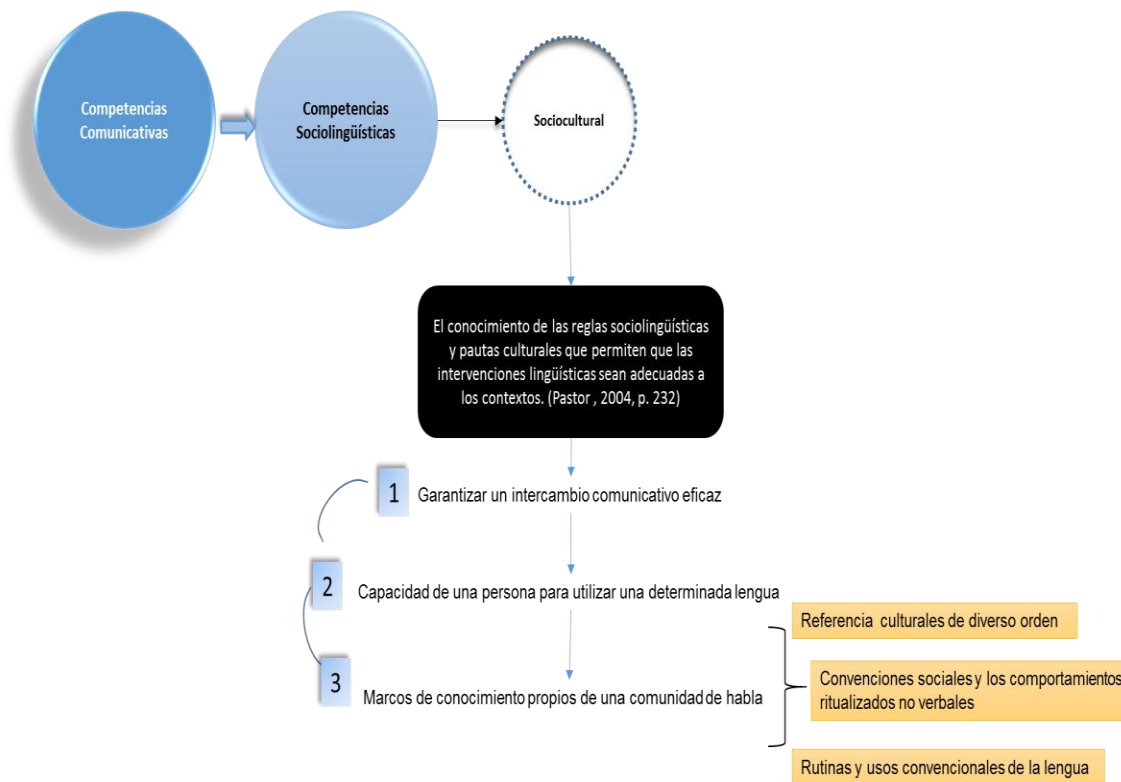 Competencias
Comunicativas
Competencias
Sociolingüísticas
Sociocultural
El conocimiento de las reglas sociolingüísticas
y pautas culturales que permiten que las
intervenciones lingüísticas sean adecuadas a
los contextos. (Pastor , 2004, p. 232)
1 Garantizar un intercambio comunicativo eficaz
2 Capacidad de una persona para utilizar una determinada lengua
3 Marcos de conocimiento propios de una comunidad de habla
Referencia culturales de diverso orden
Convenciones sociales y los comportamientos
ritualizados no verbales
Rutinas y usos convencionales de la lengua